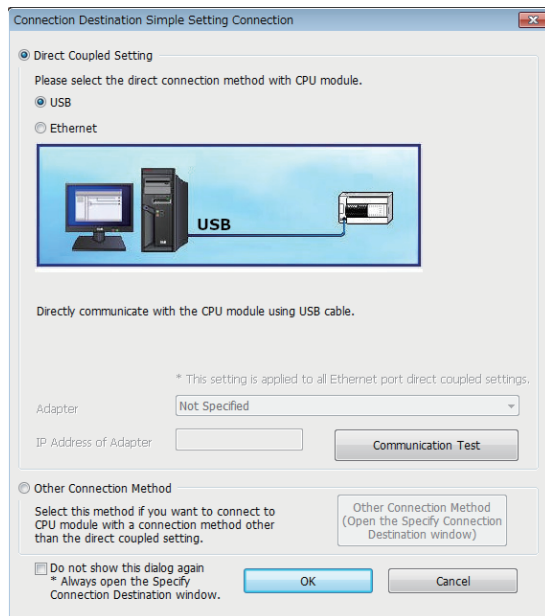 Connection Destination Simple Setting Connection
Direct Coupled Setting
Please select the direct connection method with CPU module.
USB
Ethernet
USB
Directly communicate with the CPU module using USB cable.
* This setting is applied to all Ethernet port direct coupled settings.
Adapter
Not Specified
IP Address of Adapter
Communication Test
Other Connection Method
Select this method if you want to connect to
CPU module with a connection method other
than the direct coupled setting.
Other Connection Method
(Open the Specify Connection
Destination window)
Do not show this dialog again
* Always open the Specify
Connection Destination window.
OK
Cancel